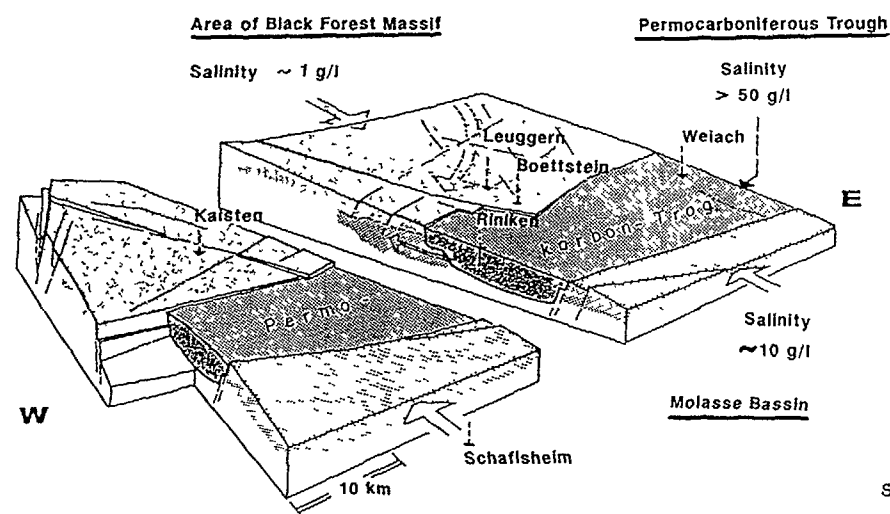 Area of Black Forest Massif
Permocarboniferous Trough
Salinity ~ 1 g/l
Salinity
> 50 g/l
Leuggern
Weiach
Boettstein
E
Kaisten
Riniken
Karbon-Trog
Permo-
Salinity
~10 g/l
W
Molasse Bassin
Schafisheim
10 km
S